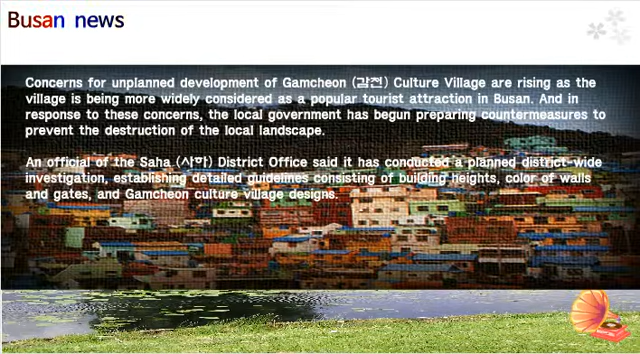 Busan news
Concerns for unplanned development of Gamcheon (감천) Culture Village are rising as the
village is being more widely considered as a popular tourist attraction in Busan. And in
response to these concerns, the local government has begun preparing countermeasures to
prevent the destruction of the local landscape.
An official of the Saha (사하) District Office said it has conducted a planned district-wide
investigation, establishing detailed guidelines consisting of building heights, color of walls
and gates, and Gamcheon culture village designs.